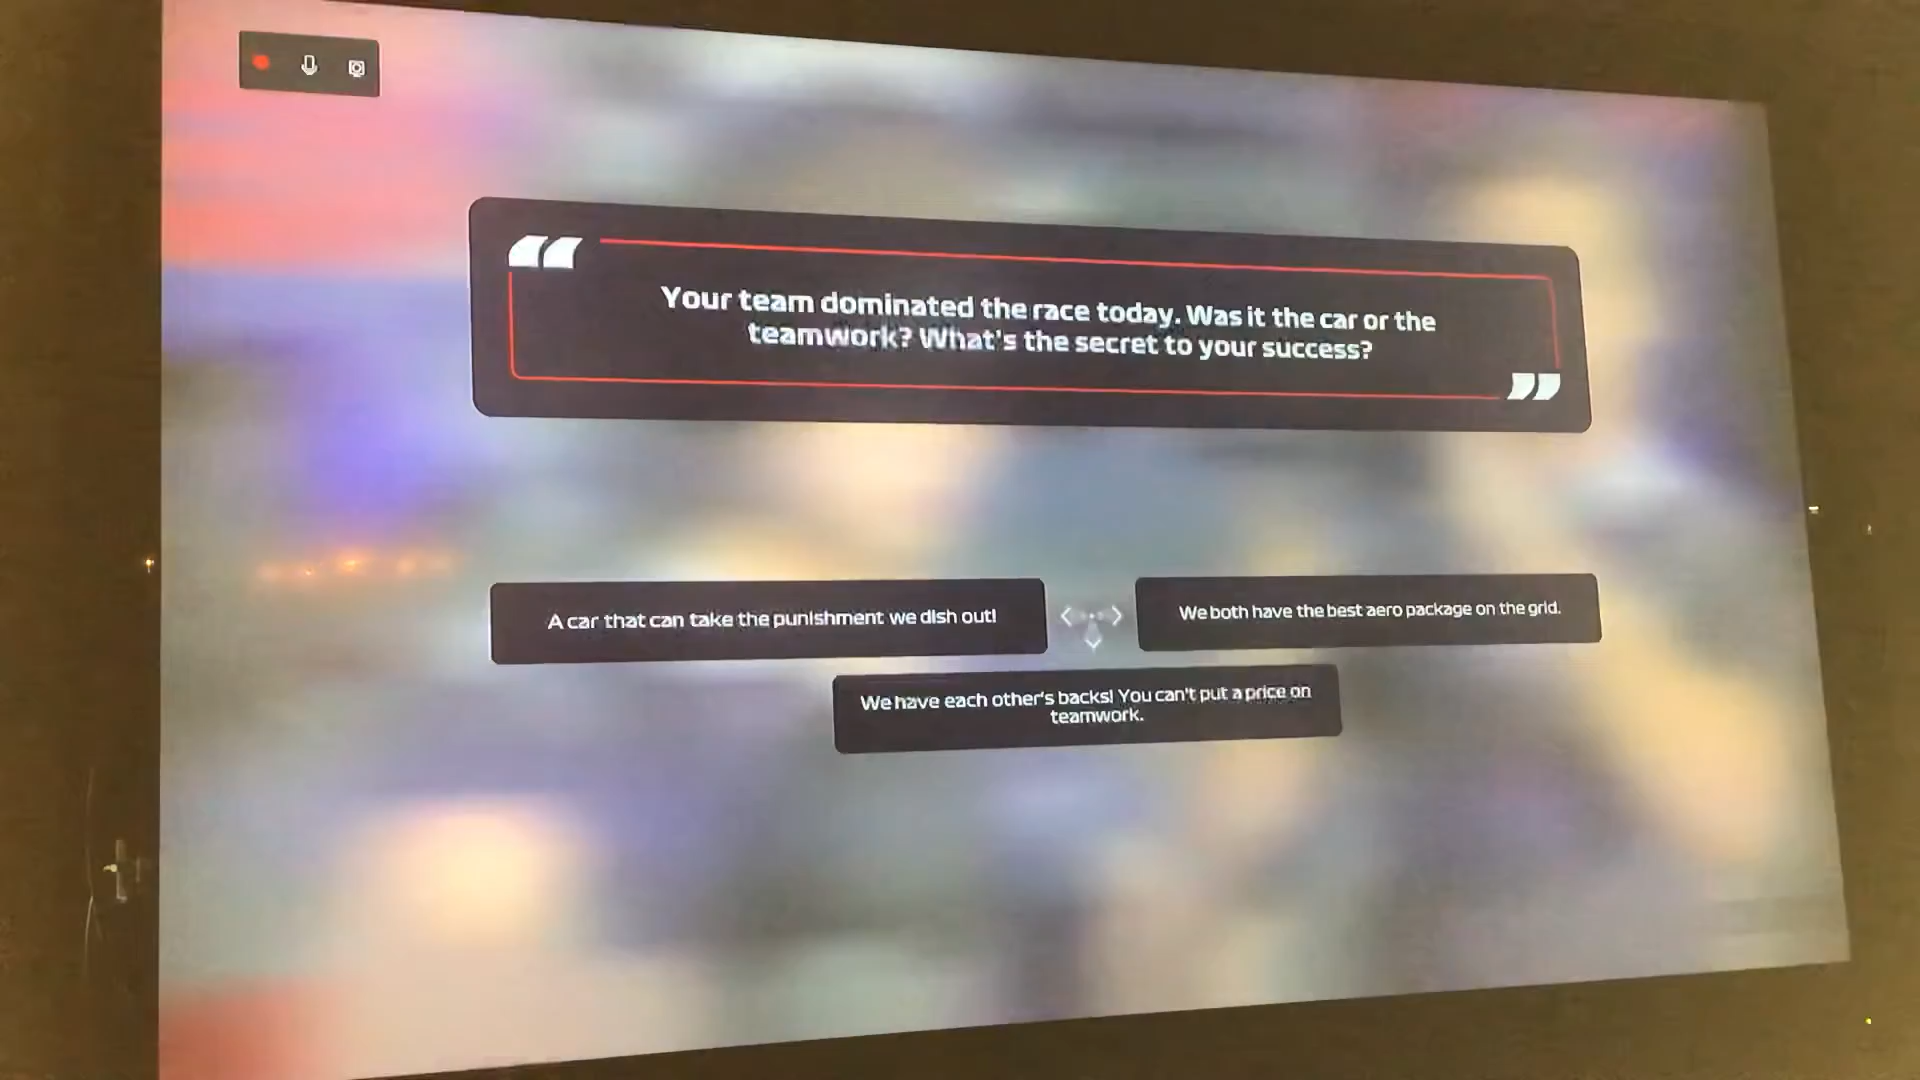 Your team dominated the race today. Was it the car or the
teamwork? What's the secret to your success?
A car that can take the punishment we dish out!
We both have the best aero package on the grid.
We have each other's backs! You can't put a price on
teamwork.